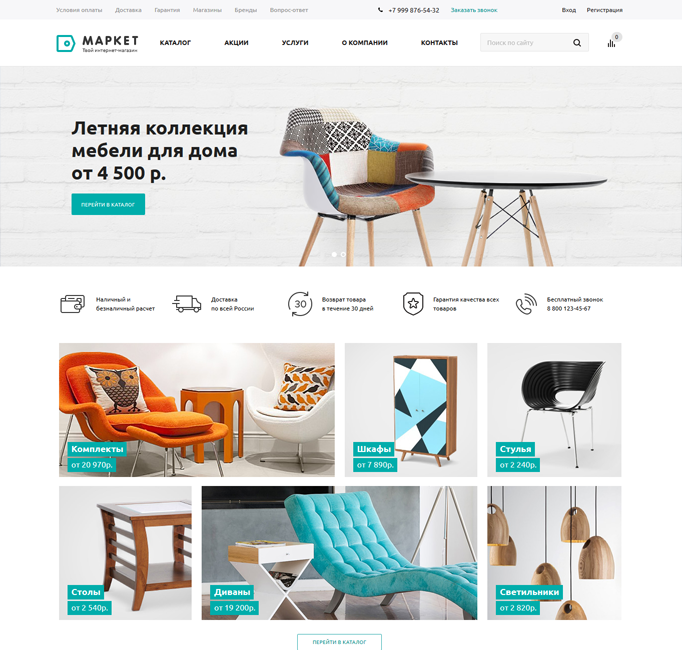 Условия оплаты Доставка Гарантия Магазины Бренды Вопрос-ответ +7 999 876-54-32 Заказать звонок Вход Регистрация
МАРКЕТ
Твой интернет-магазин
КАТАЛОГ АКЦИИ УСЛУГИ О КОМПАНИИ КОНТАКТЫ Поиск по сайту 0
Летняя коллекция
мебели для дома
от 4 500 р.
ПЕРЕЙТИ В КАТАЛОГ
Наличный и
безналичный расчет
Доставка
по всей России
30
Возврат товара
в течение 30 дней
Гарантия качества всех
товаров
Бесплатный звонок
8 800 123-45-67
Комплекты
от 20 970р.
Шкафы
от 7 890р.
Стулья
от 2 240р.
Столы
от 2 540р.
Диваны
от 19 200р.
Светильники
от 2 820р.
ПЕРЕЙТИ В КАТАЛОГ